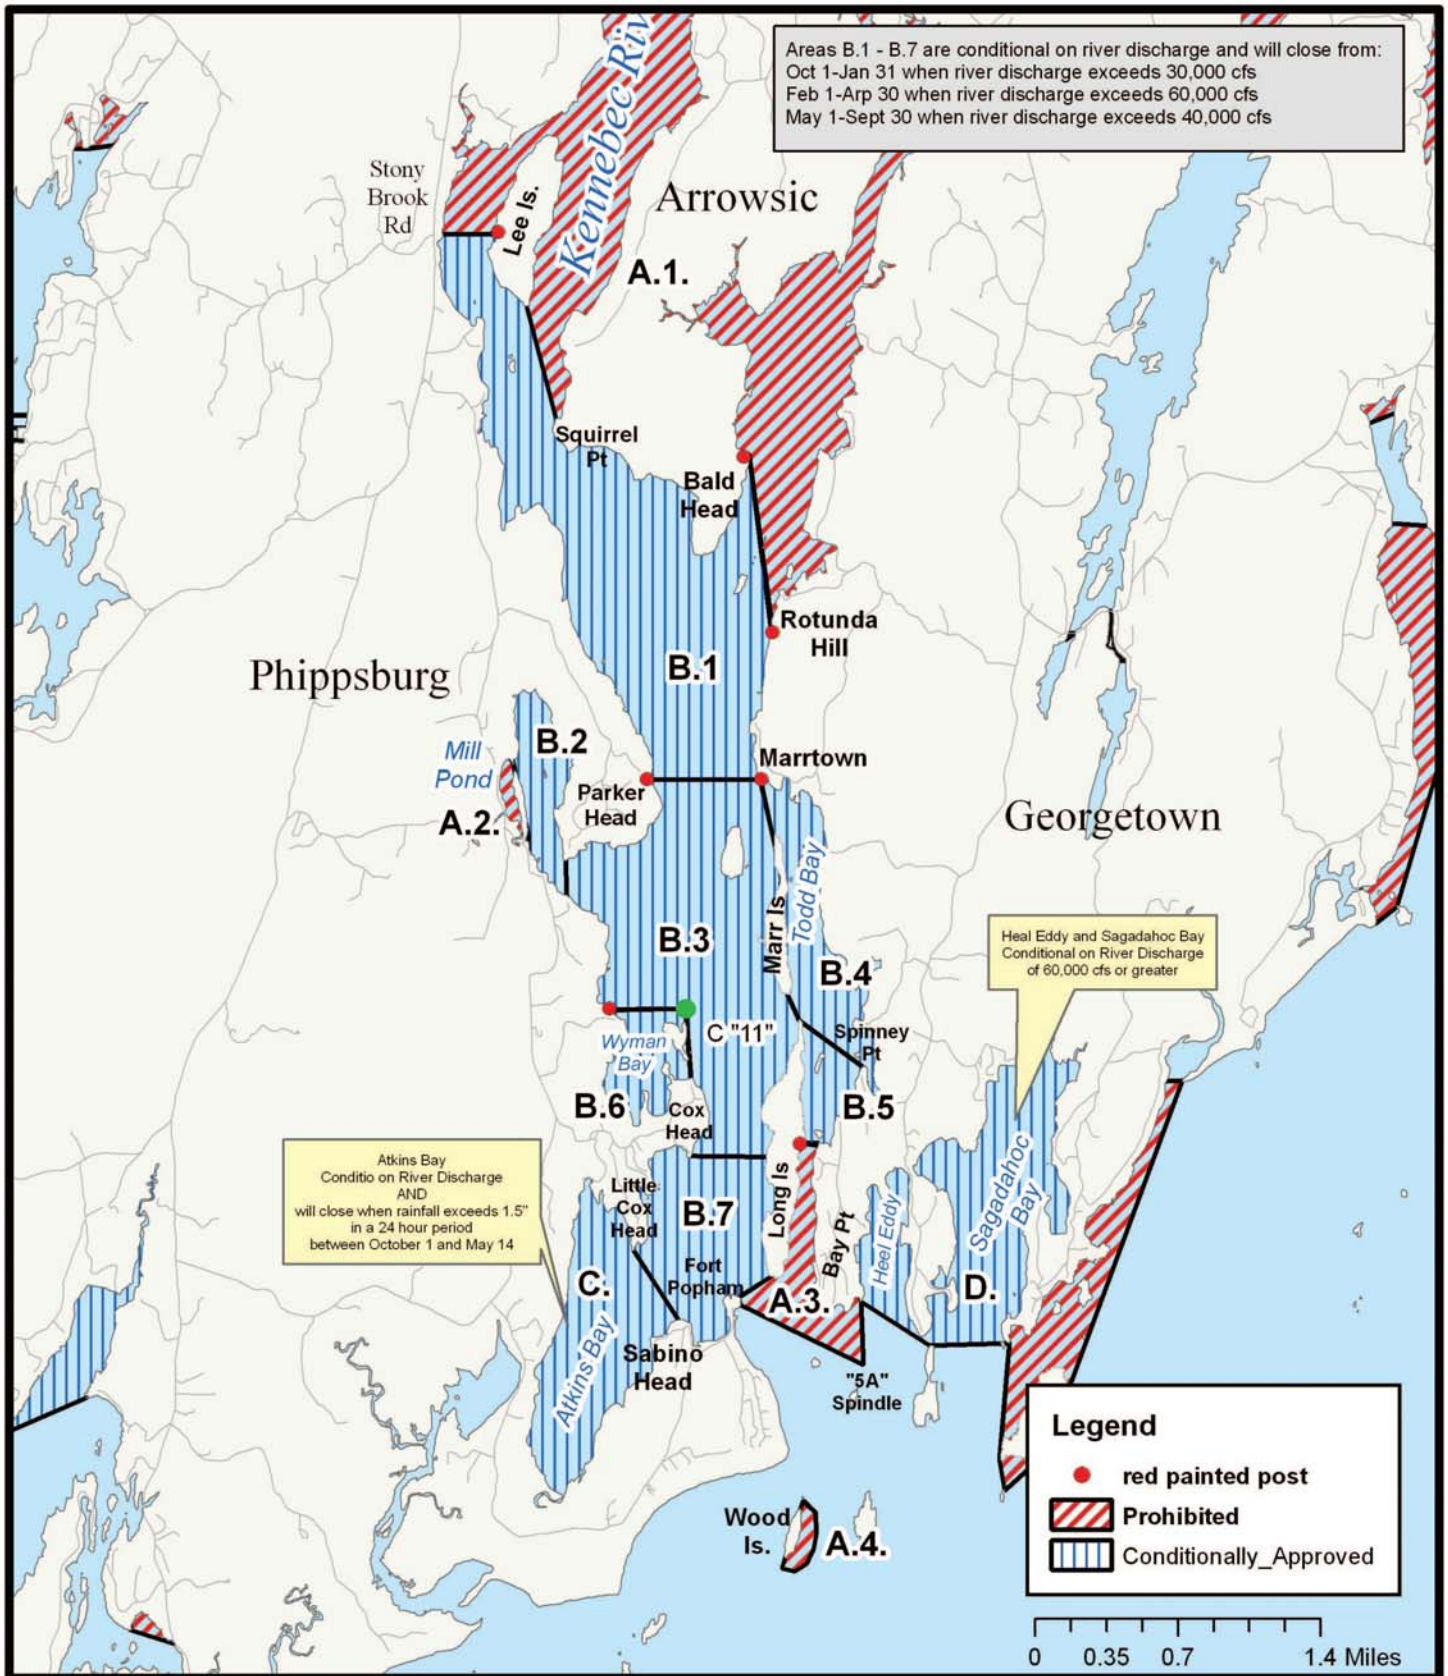 Areas B.1 - B.7 are conditional on river discharge and will close from:
Oct 1-Jan 31 when river discharge exceeds 30,000 cfs
Feb 1-Arp 30 when river discharge exceeds 60,000 cfs
May 1-Sept 30 when river discharge exceeds 40,000 cfs
Kennebec Riv
Stony
Brook
Rd
Lee Is.
Arrowsic
A.1.
Squirrel
Pt
Bald
Head
Rotunda
Hill
B.1
Phippsburg
B.2
Mill
Pond
A.2.
Parker
Head
Marrtown
Georgetown
Todd Bay
Marr Is
B.3
B.4
Heal Eddy and Sagadahoc Bay
Conditional on River Discharge
of 60,000 cfs or greater
C "11"
Spinney
Pt
Wyman
Bay
B.6
Cox
Head
B.5
Atkins Bay
Conditio on River Discharge
AND
will close when rainfall exceeds 1.5"
in a 24 hour period
between October 1 and May 14
Little
Cox
Head
B.7
Long Is
Bay Pt
Heel Eddy
Sagadahoc
Bay
Fort
Popham
C.
A.3.
D.
Atkins Bay
Sabino
Head
"5A"
Spindle
Wood
Is.
A.4.
Legend
red painted post
Prohibited
Conditionally_Approved
0 0.35 0.7 1.4 Miles